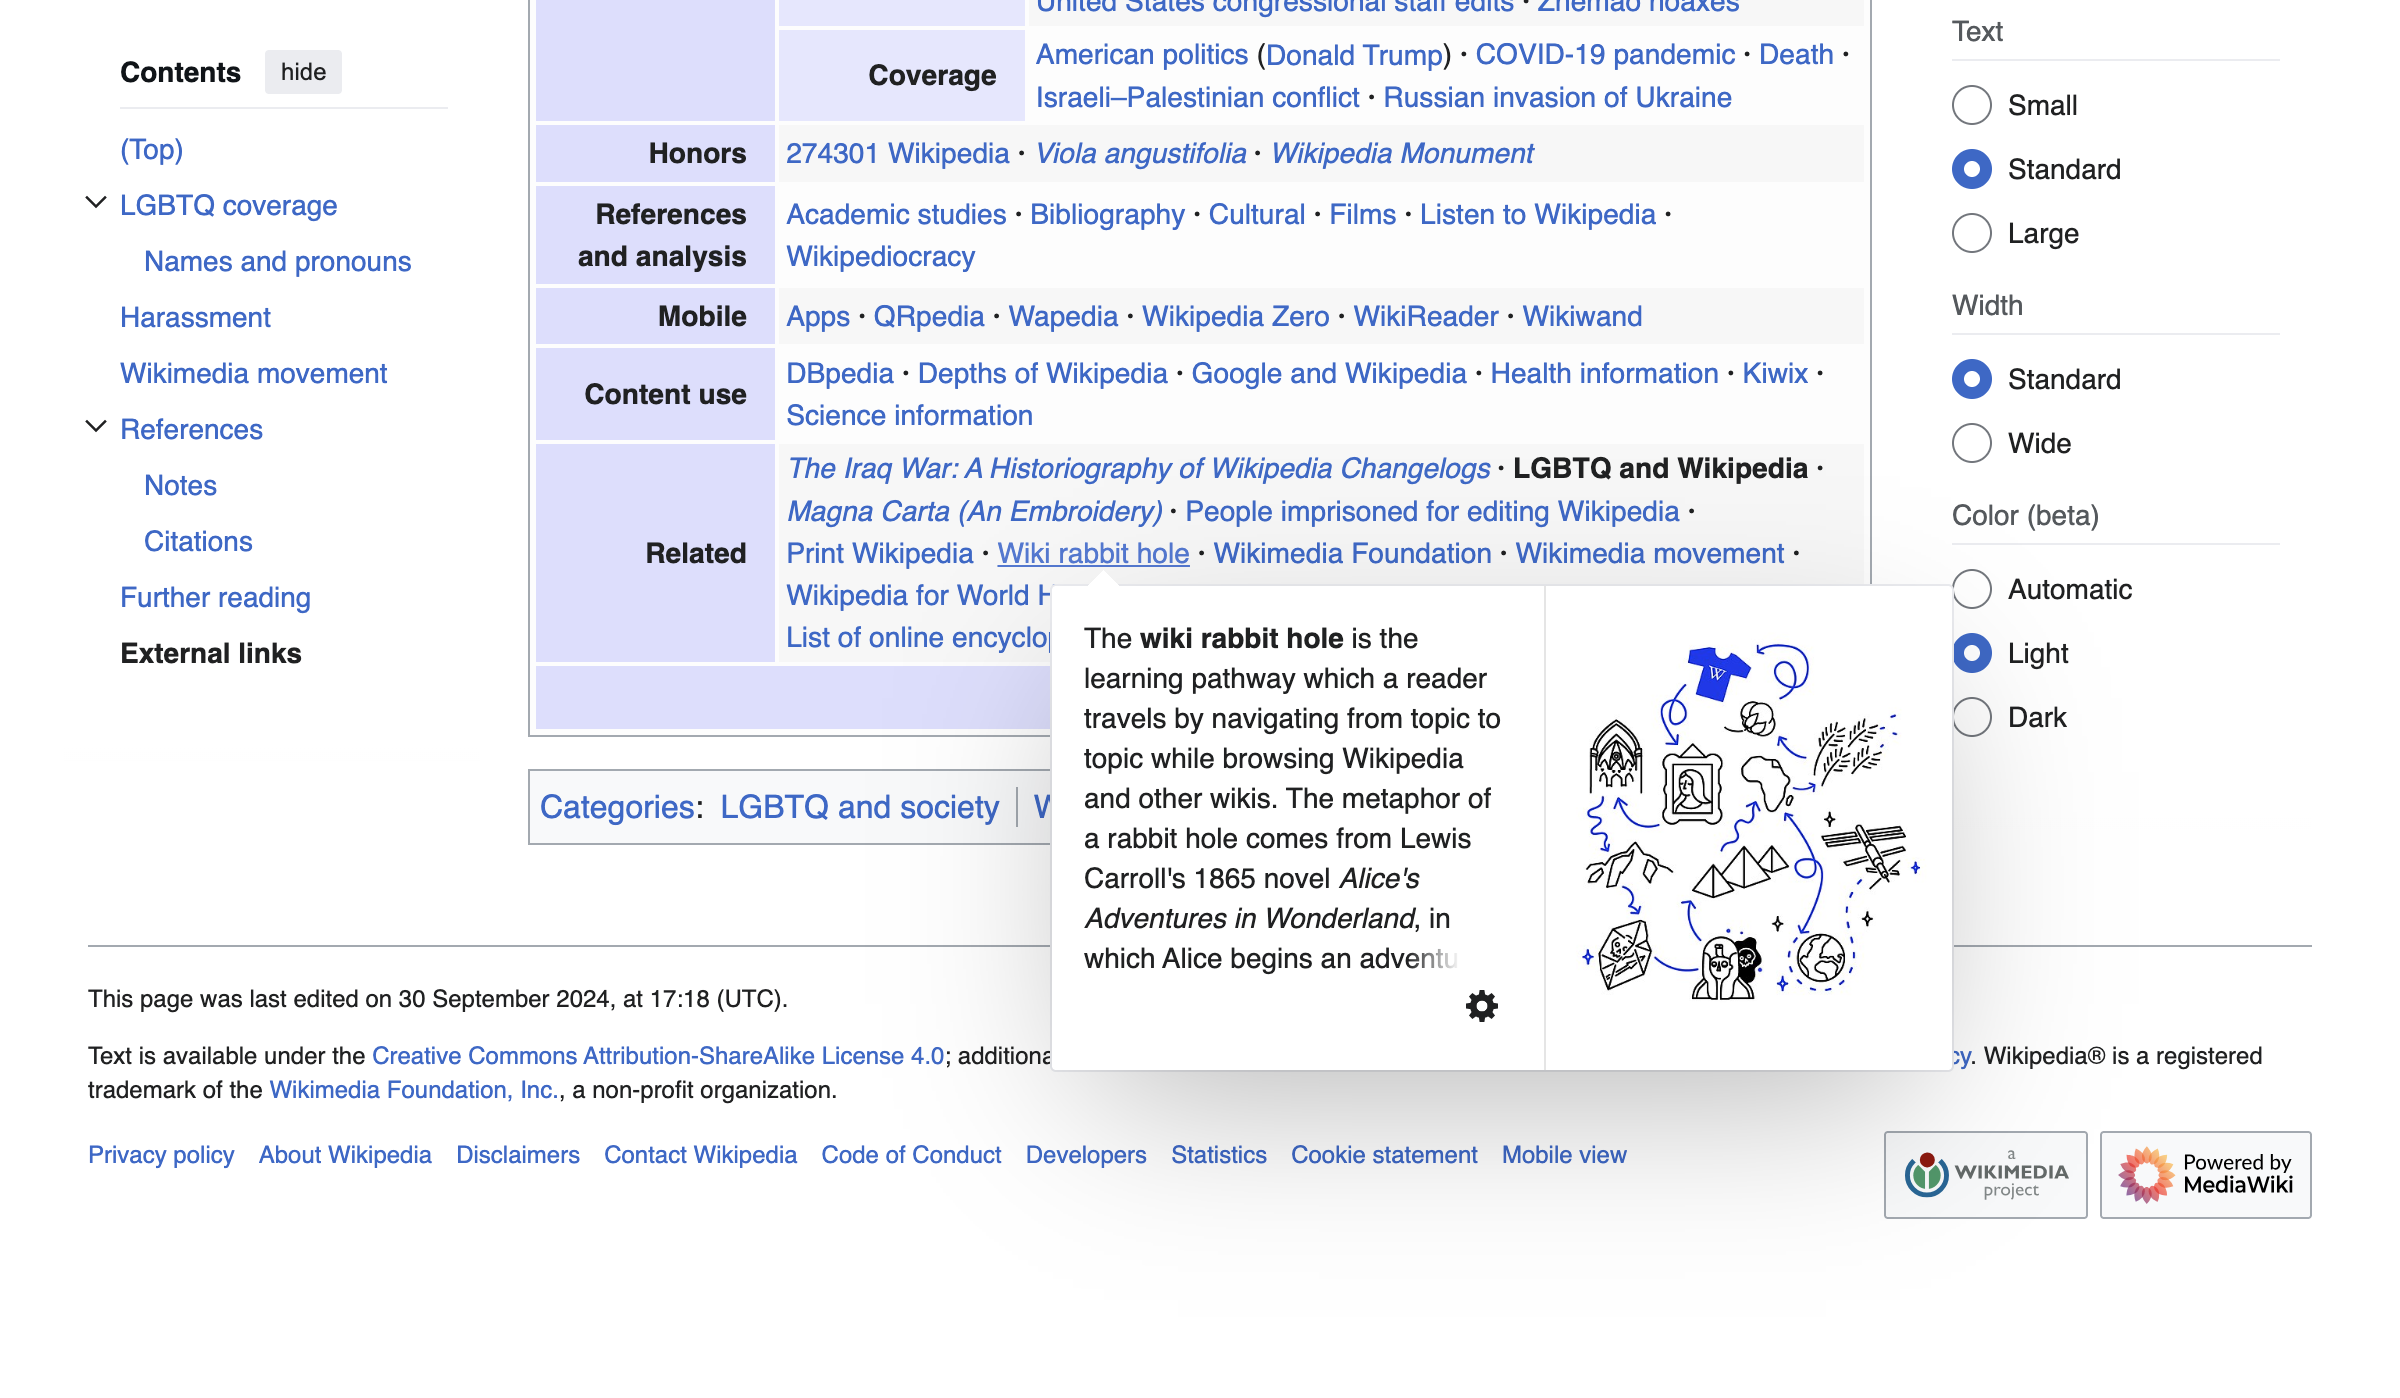 Contents hide
(Top)
LGBTQ coverage
Names and pronouns
Harassment
Wikimedia movement
References
Notes
Citations
Further reading
External links
United States congressional staff edits · Zhemao hoaxes
Coverage
American politics (Donald Trump) · COVID-19 pandemic · Death ·
Israeli–Palestinian conflict · Russian invasion of Ukraine
Honors
274301 Wikipedia · Viola angustifolia · Wikipedia Monument
References
and analysis
Academic studies · Bibliography · Cultural · Films · Listen to Wikipedia ·
Wikipediocracy
Mobile
Apps · QRpedia · Wapedia · Wikipedia Zero · WikiReader · Wikiwand
Content use
DBpedia · Depths of Wikipedia · Google and Wikipedia · Health information · Kiwix ·
Science information
Related
The Iraq War: A Historiography of Wikipedia Changelogs · LGBTQ and Wikipedia ·
Magna Carta (An Embroidery) · People imprisoned for editing Wikipedia ·
Print Wikipedia · Wiki rabbit hole · Wikimedia Foundation · Wikimedia movement ·
Wikipedia for World
List of online
The wiki rabbit hole is the
learning pathway which a reader
travels by navigating from topic to
topic while browsing Wikipedia
and other wikis. The metaphor of
a rabbit hole comes from Lewis
Carroll's 1865 novel Alice's
Adventures in Wonderland, in
which Alice begins an adventu
W
Categories: LGBTQ and society
Text
Small
Standard
Large
Width
Standard
Wide
Color (beta)
Automatic
Light
Dark
This page was last edited on 30 September 2024, at 17:18 (UTC).
Text is available under the Creative Commons Attribution-ShareAlike License 4.0; additiona cy. Wikipedia® is a registered
trademark of the Wikimedia Foundation, Inc., a non-profit organization.
Privacy policy About Wikipedia Disclaimers Contact Wikipedia Code of Conduct Developers Statistics Cookie statement Mobile view
a
WIKIMEDIA
project
Powered by
MediaWiki